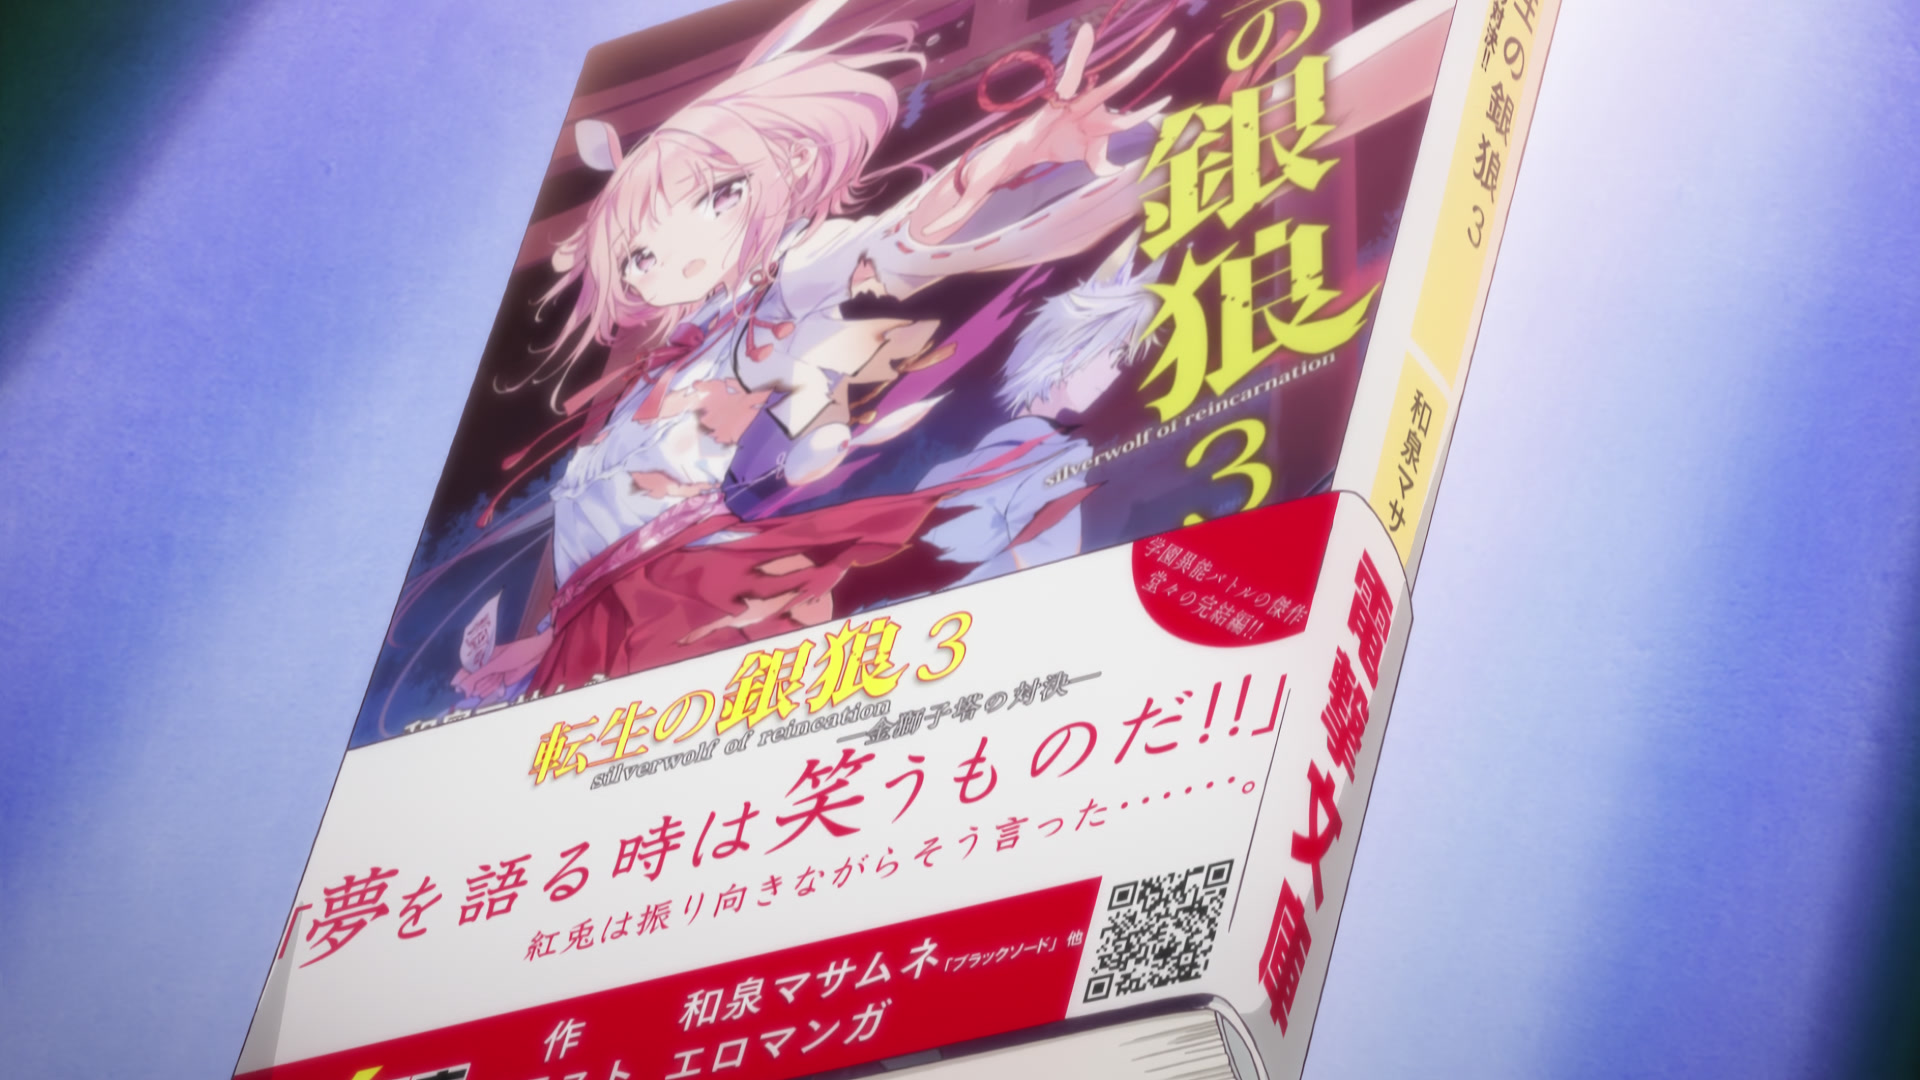 の銀狼
silverwolf of reincarnation
3
生の銀狼 3
和泉マサ
学園異能バトルの傑作
堂々の完結編!!
転生の銀狼3
silverwolf of reincation
―金獅子塔の対決―
「夢を語る時は笑うものだ!!」
紅兎は振り向きながらそう言った……。
作 和泉マサムネ「ブラックソード」他
スト エロマンガ